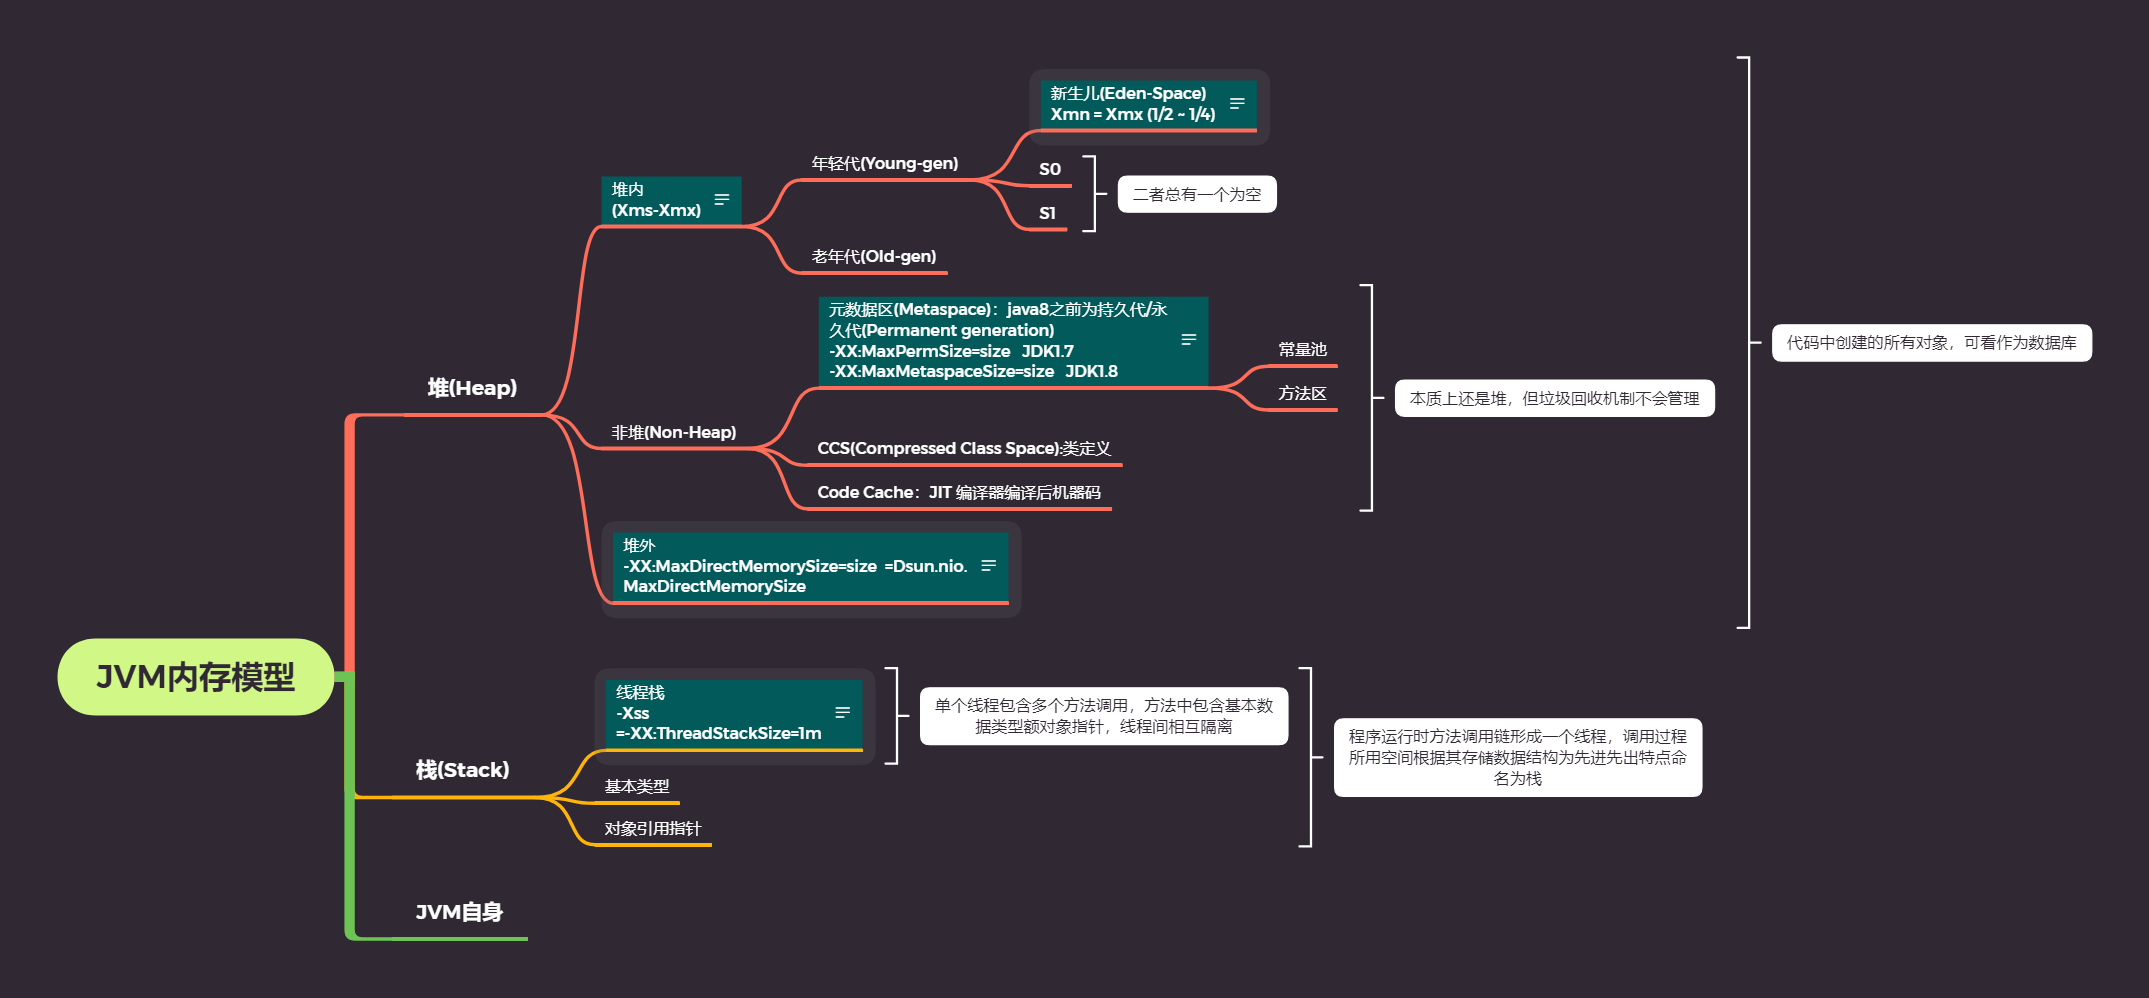 新生儿(Eden-Space)
Xmn = Xmx (1/2 ~ 1/4)
年轻代(Young-gen)
S0
S1
二者总有一个为空
堆内
(Xms-Xmx)
老年代(Old-gen)
元数据区(Metaspace)：java8之前为持久代/永
久代(Permanent generation)
-XX:MaxPermSize=size JDK1.7
-XX:MaxMetaspaceSize=size JDK1.8
常量池
方法区
代码中创建的所有对象，可看作为数据库
堆(Heap)
本质上还是堆，但垃圾回收机制不会管理
非堆(Non-Heap)
CCS(Compressed Class Space):类定义
Code Cache：JIT 编译器编译后机器码
堆外
-XX:MaxDirectMemorySize=size =Dsun.nio.
MaxDirectMemorySize
JVM内存模型
线程栈
-Xss
=-XX:ThreadStackSize=1m
单个线程包含多个方法调用，方法中包含基本数
据类型额对象指针，线程间相互隔离
程序运行时方法调用链形成一个线程，调用过程
所用空间根据其存储数据结构为先进先出特点命
名为栈
栈(Stack)
基本类型
对象引用指针
JVM自身